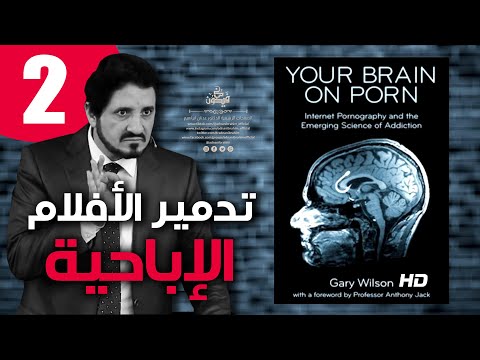 2
تدمير الأفلام
الإباحية
YOUR BRAIN
ON PORN
Internet Pornography and the
Emerging Science of Addiction
Gary Wilson HD
with a foreword by Professor Anthony Jack